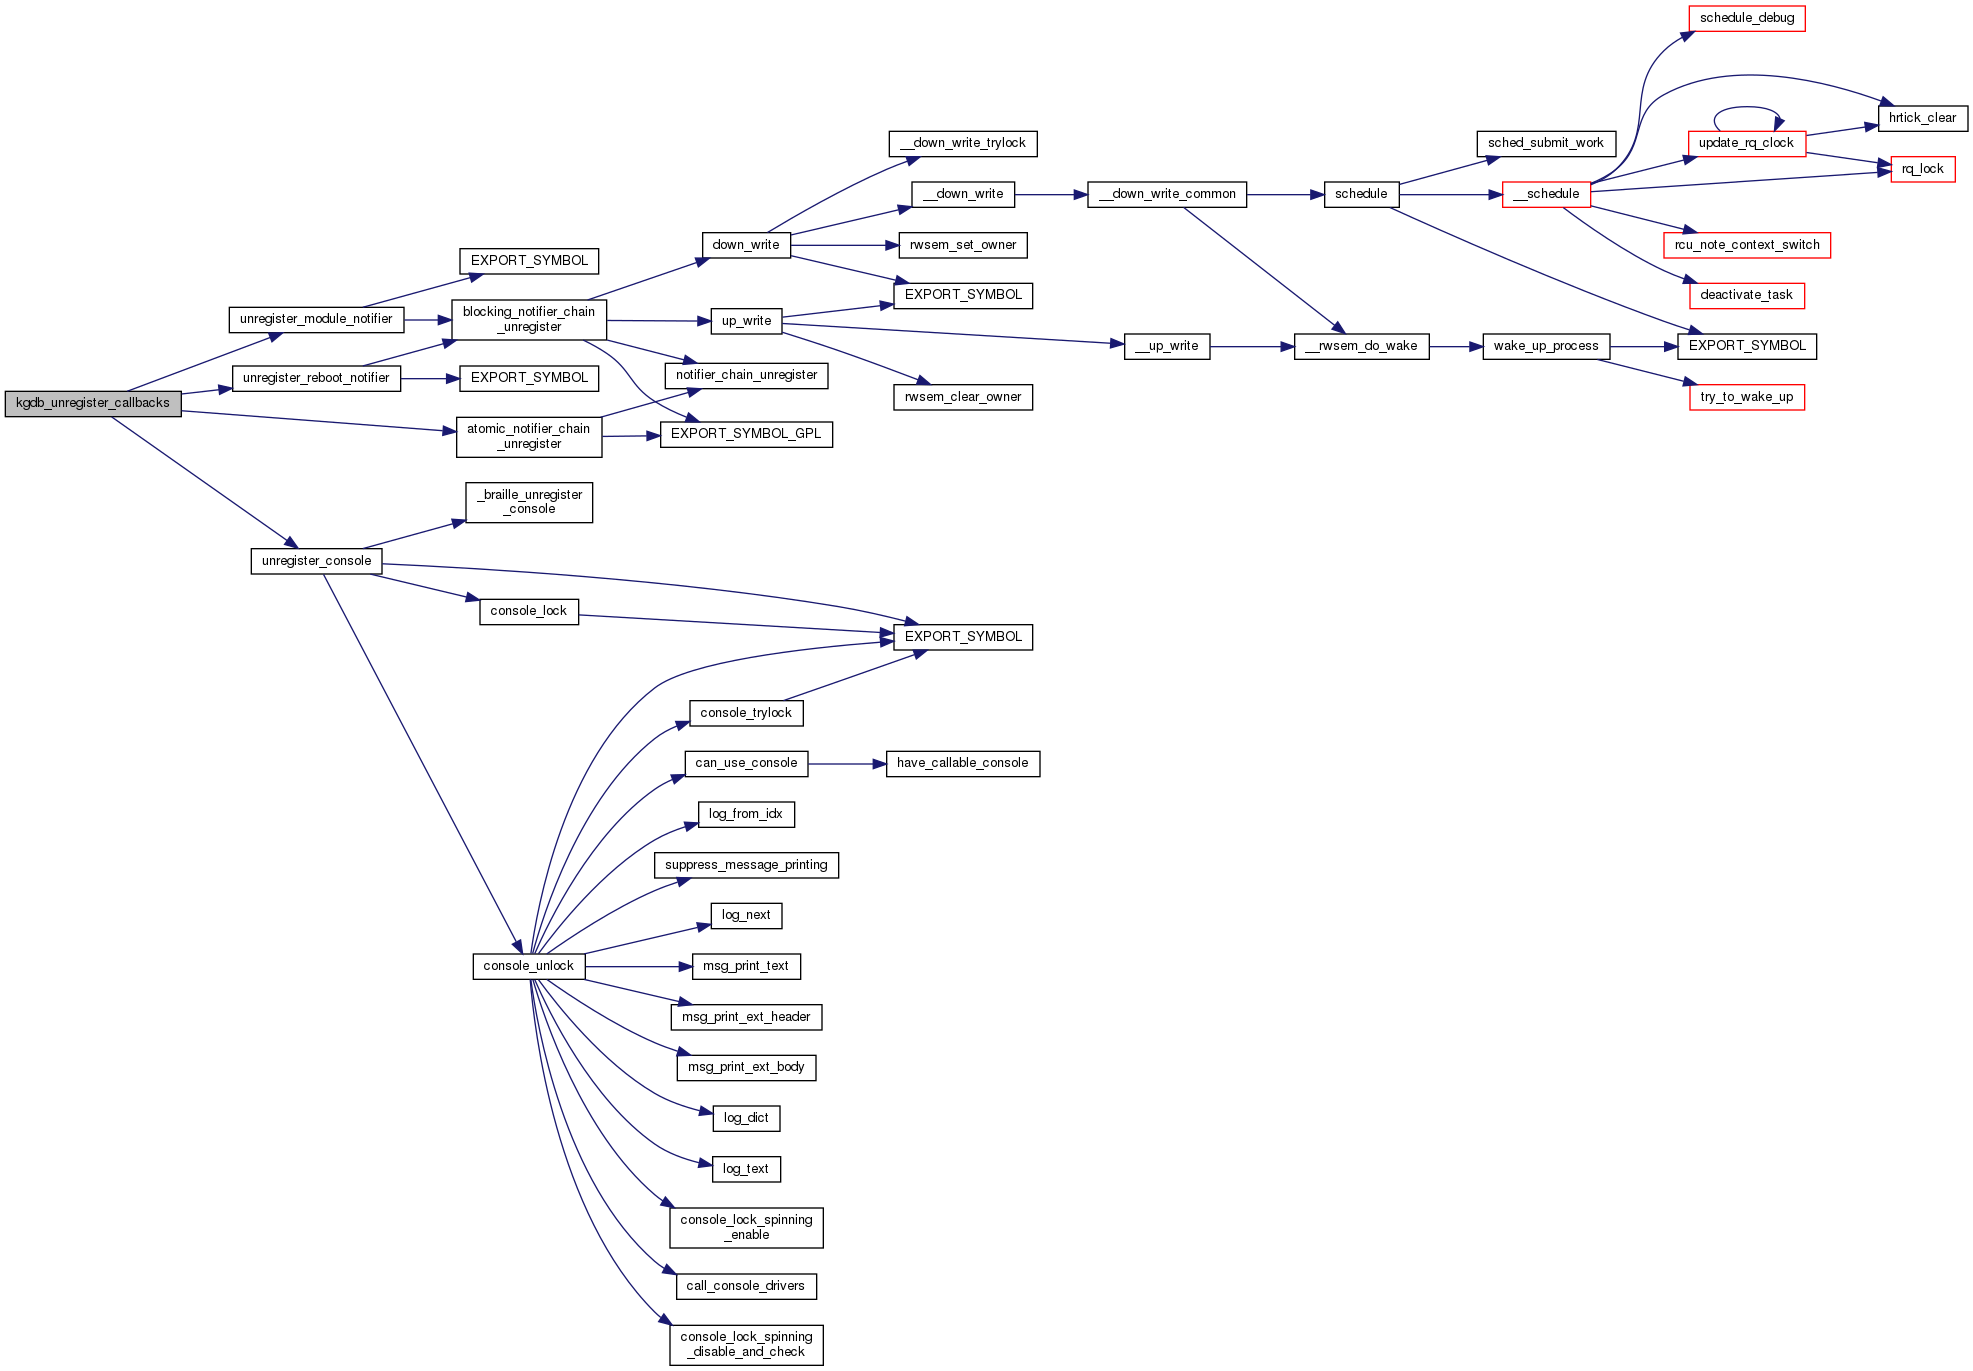 schedule_debug
hrtick_clear
__down_write_trylock
sched_submit_work
update_rq_clock
rq_lock
__down_write
__down_write_common
schedule
__schedule
down_write
rwsem_set_owner
rcu_note_context_switch
EXPORT_SYMBOL
EXPORT_SYMBOL
deactivate_task
unregister_module_notifier
blocking_notifier_chain
_unregister
up_write
__up_write
__rwsem_do_wake
wake_up_process
EXPORT_SYMBOL
kgdb_unregister_callbacks
unregister_reboot_notifier
EXPORT_SYMBOL
notifier_chain_unregister
rwsem_clear_owner
try_to_wake_up
atomic_notifier_chain
_unregister
EXPORT_SYMBOL_GPL
_braille_unregister
_console
unregister_console
console_lock
EXPORT_SYMBOL
console_trylock
can_use_console
have_callable_console
log_from_idx
suppress_message_printing
log_next
console_unlock
msg_print_text
msg_print_ext_header
msg_print_ext_body
log_dict
log_text
console_lock_spinning
_enable
call_console_drivers
console_lock_spinning
_disable_and_check